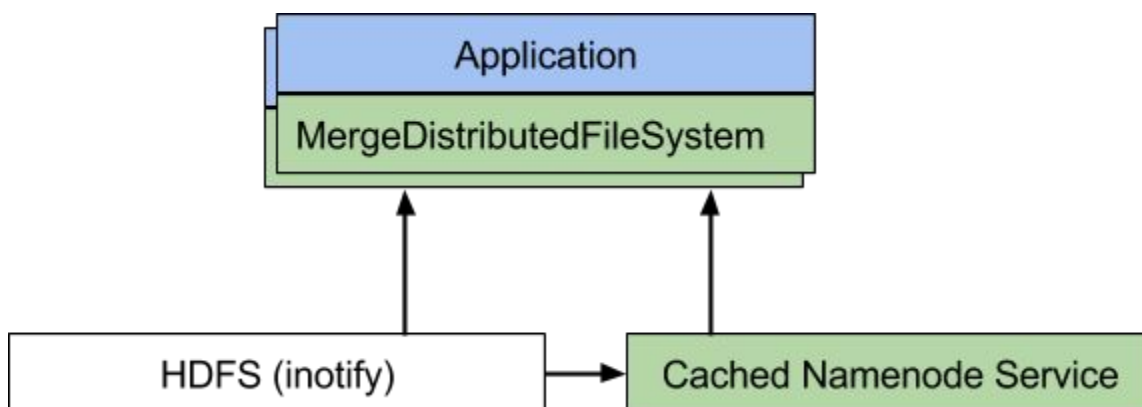 Application
MergeDistributedFileSystem
HDFS (inotify)
Cached Namenode Service